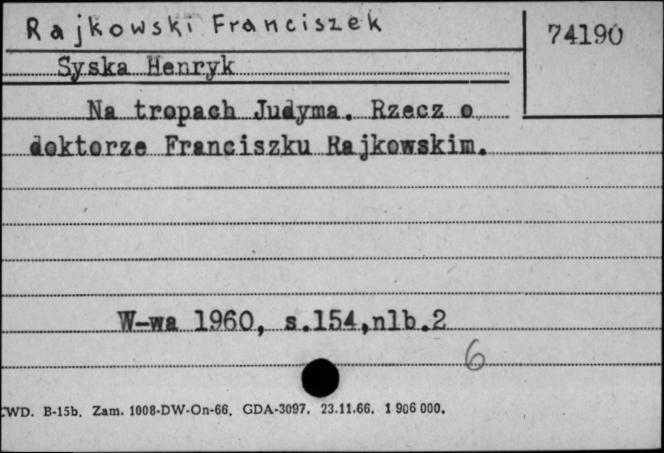 Rajkowski Franciszek
74190
Syska Henryk
Na tropach Judyma. Rzecz o
doktorze Franciszku Rajkowskim.
W-wa 1960, s.154,nlb.2
6
CWD. B-15b. Zam. 1008-DW-On-66. GDA-3097. 23.11.66. 1 906 000.